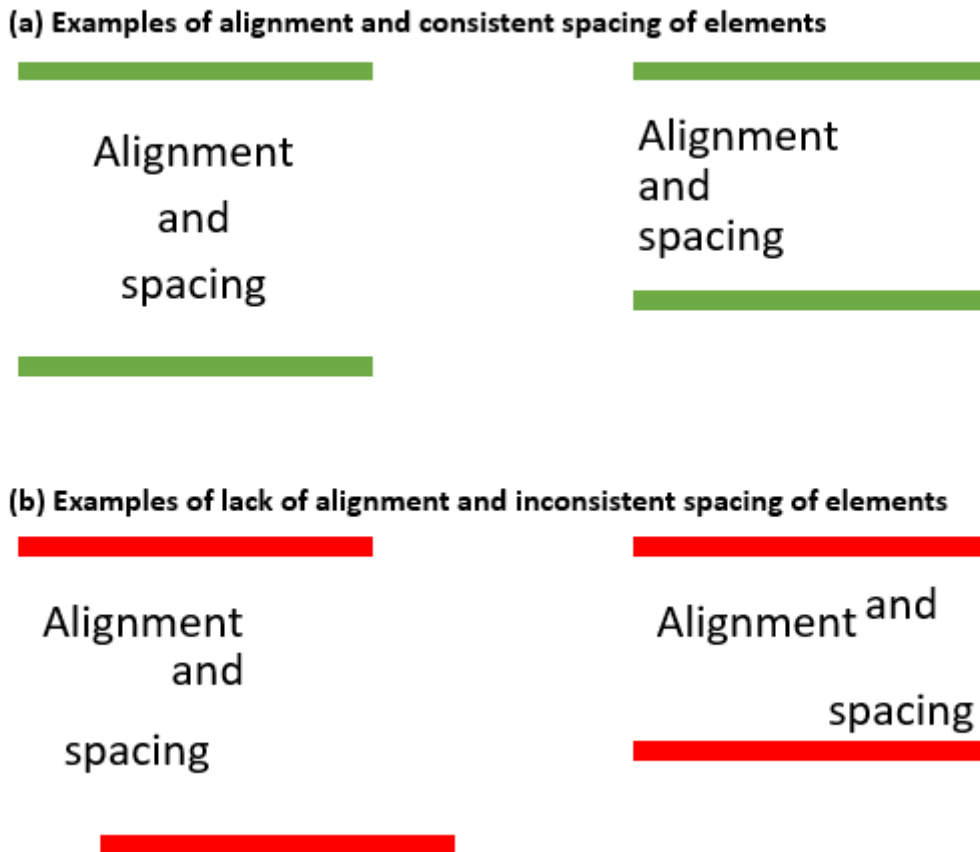 (a) Examples of alignment and consistent spacing of elements
Alignment
and
spacing
Alignment
and
spacing
(b) Examples of lack of alignment and inconsistent spacing of elements
Alignment
and
spacing
Alignment and
spacing